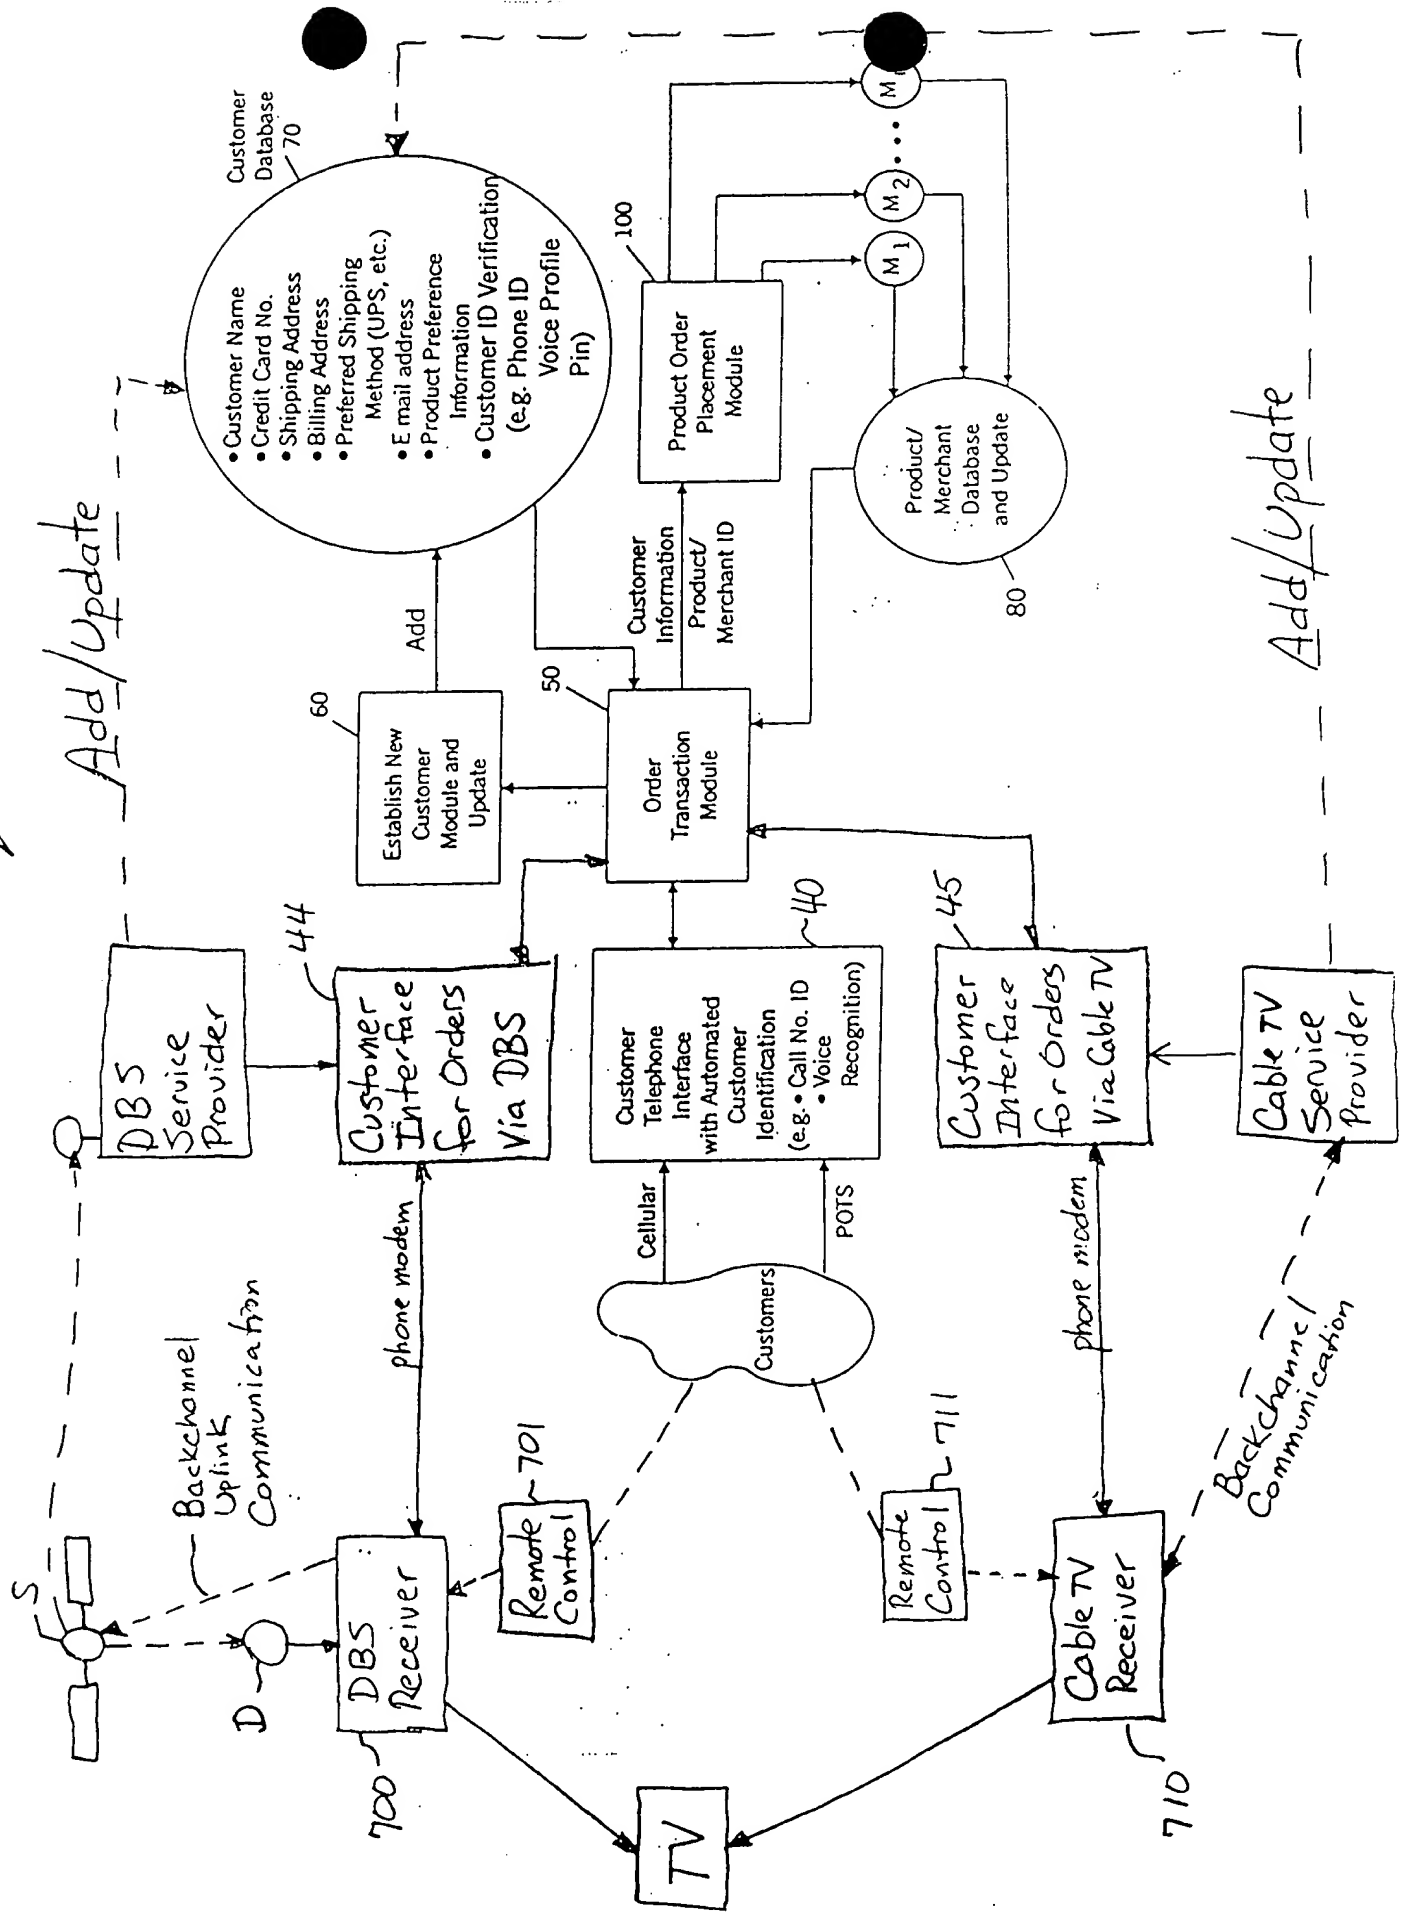 S
Backchannel
Uplink
Communication
D
DBS
Receiver
700
phone modem
DBS
Service
Provider
Add/Update
Customer
Interface
for Orders
Via DBS
44
Remote
Control
701
TV
Customers
Cellular
POTS
Customer
Telephone
Interface
with Automated
Customer
Identification
(e.g. • Call No. ID
• Voice
Recognition)
40
Establish New
Customer
Module and
Update
60
Add
Order
Transaction
Module
50
Customer
Database
70
• Customer Name
• Credit Card No.
• Shipping Address
• Billing Address
• Preferred Shipping
Method (UPS, etc.)
• E mail address
• Product Preference
Information
• Customer ID Verification
(e.g. Phone ID
Voice Profile
Pin)
Customer
Information
Product/
Merchant ID
Product Order
Placement
Module
100
M1
M2
....
M
Product/
Merchant
Database
and Update
80
Remote
Control
711
Cable TV
Receiver
710
phone modem
Customer
Interface
for Orders
Via Cable TV
45
Backchannel
Communication
Cable TV
Service
Provider
Add/Update